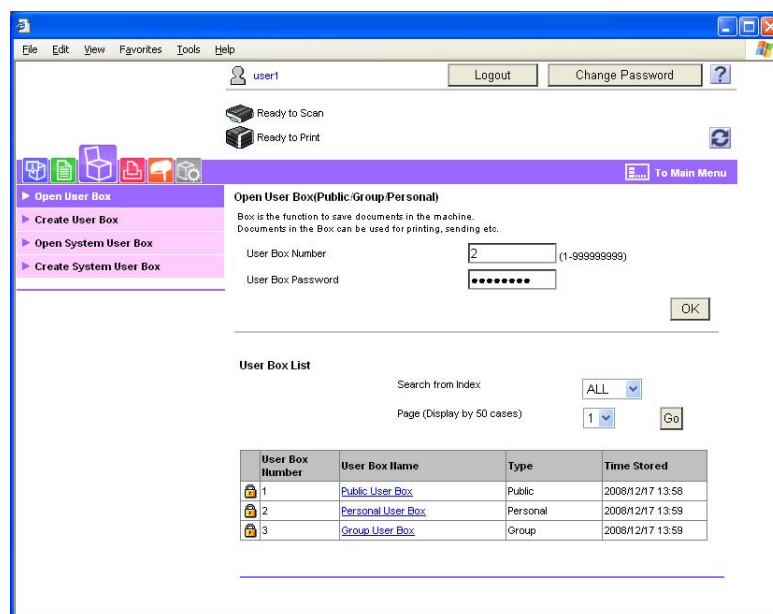 File Edit View Favorites Tools Help
user1 Logout Change Password ?
Ready to Scan
Ready to Print
To Main Menu
Open User Box
Create User Box
Open System User Box
Create System User Box
Open User Box(Public/Group/Personal)
Box is the function to save documents in the machine.
Documents in the Box can be used for printing, sending etc.
User Box Number 2 (1-999999999)
User Box Password ●●●●●●●●
OK
User Box List
Search from Index ALL
Page (Display by 50 cases) 1 Go
User Box Number User Box Name Type Time Stored
1 Public User Box Public 2008/12/17 13:58
2 Personal User Box Personal 2008/12/17 13:59
3 Group User Box Group 2008/12/17 13:59